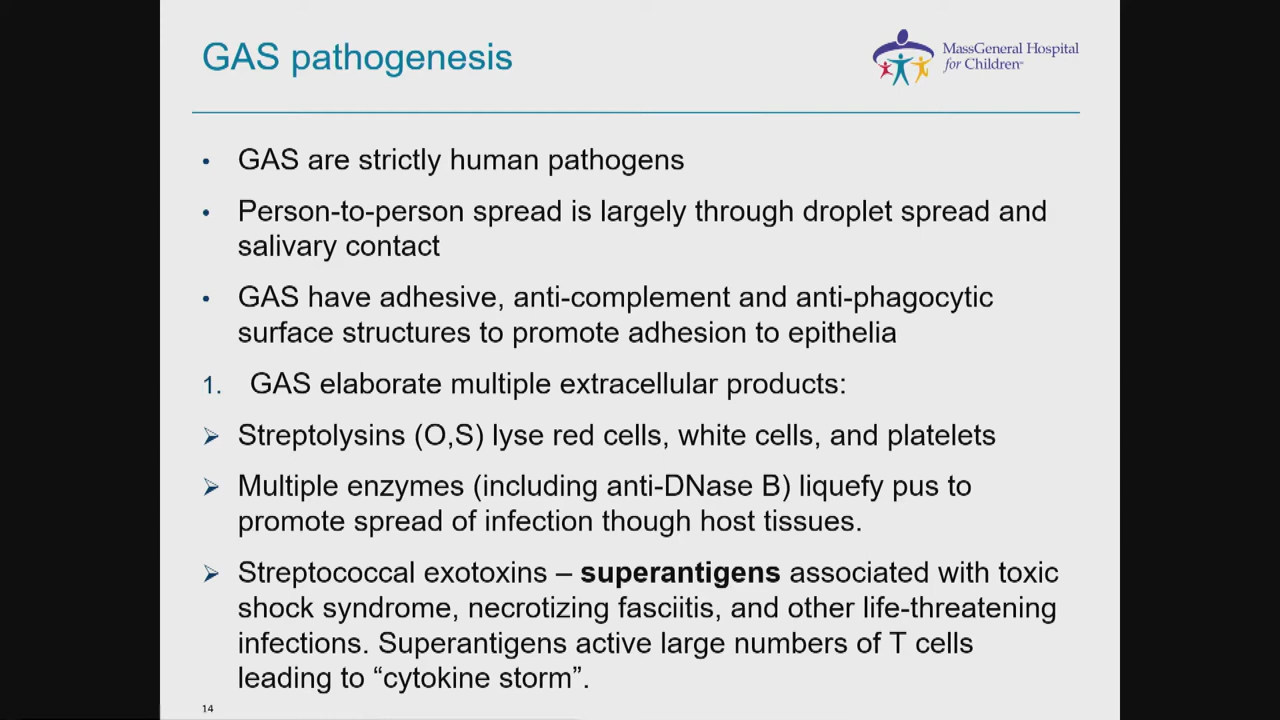 GAS pathogenesis
MassGeneral Hospital
for Children™
• GAS are strictly human pathogens
• Person-to-person spread is largely through droplet spread and
salivary contact
• GAS have adhesive, anti-complement and anti-phagocytic
surface structures to promote adhesion to epithelia
1. GAS elaborate multiple extracellular products:
➢ Streptolysins (O,S) lyse red cells, white cells, and platelets
➢ Multiple enzymes (including anti-DNase B) liquefy pus to
promote spread of infection though host tissues.
➢ Streptococcal exotoxins – superantigens associated with toxic
shock syndrome, necrotizing fasciitis, and other life-threatening
infections. Superantigens active large numbers of T cells
leading to “cytokine storm”.
14